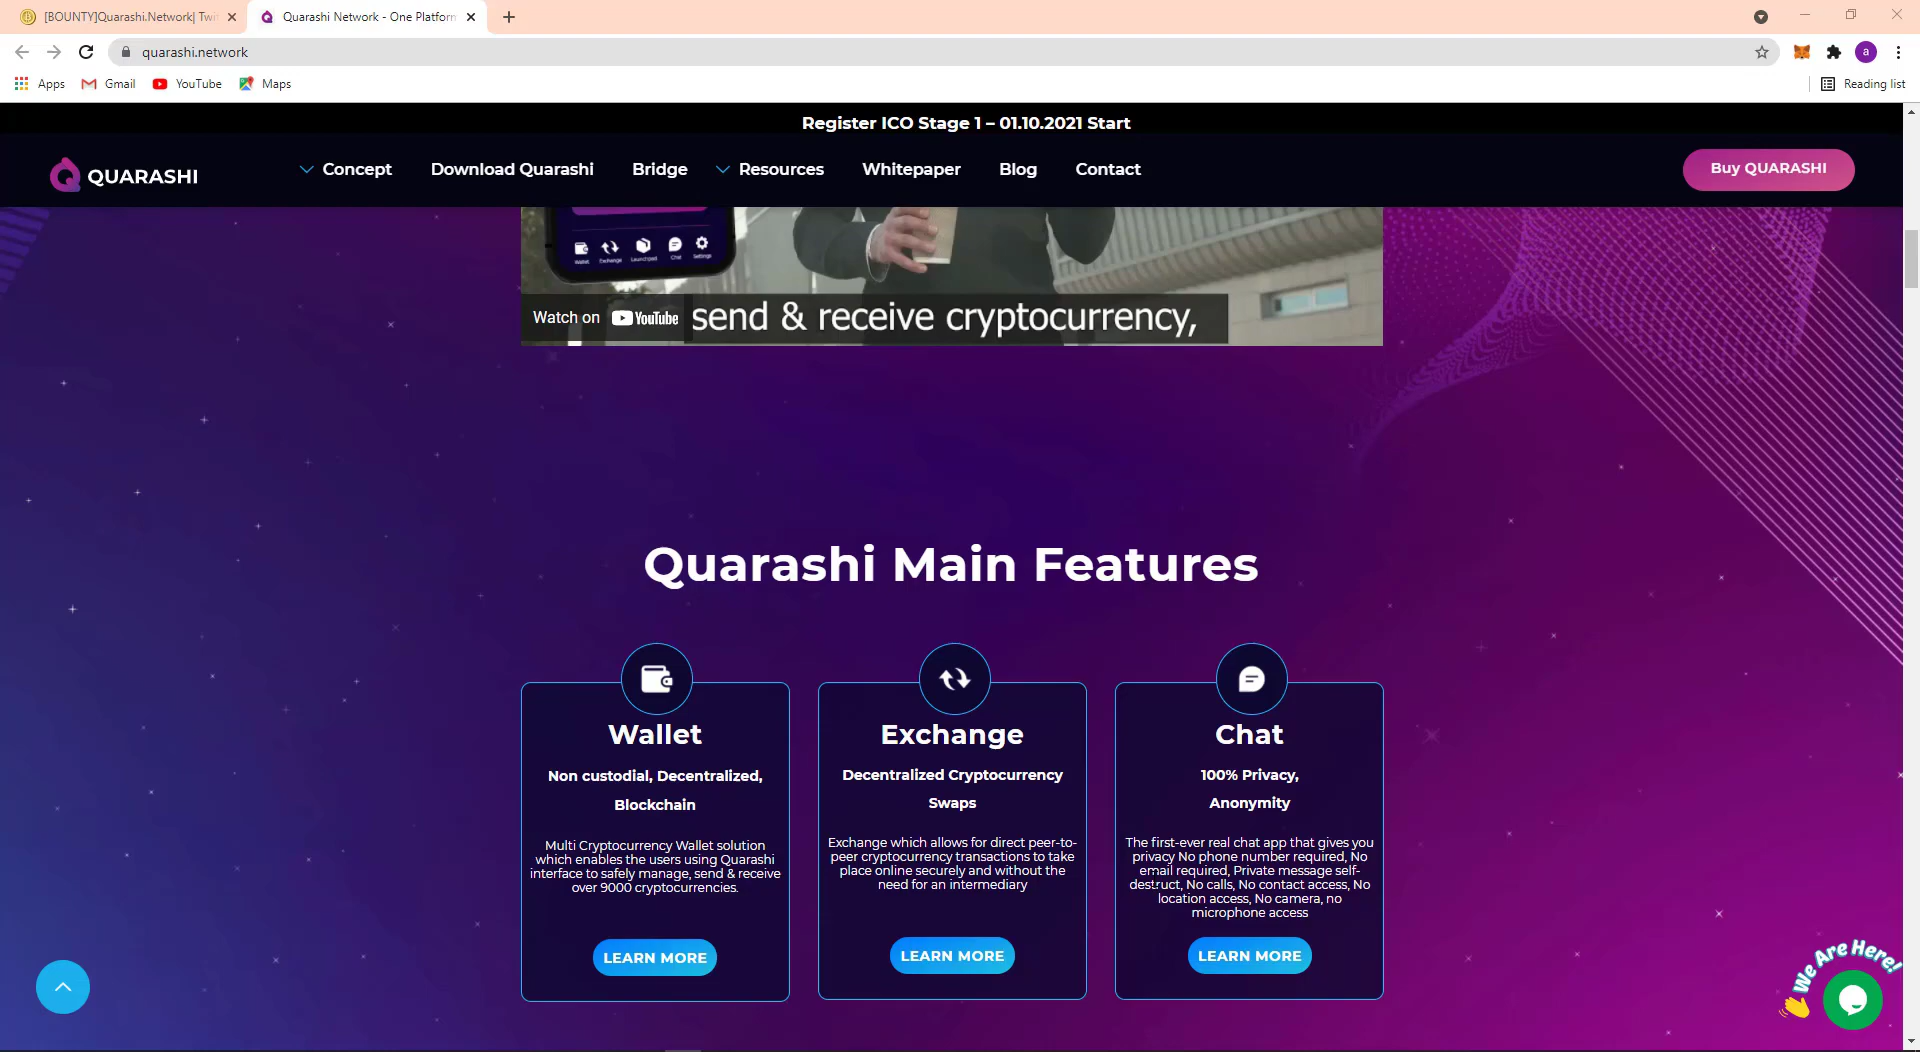 [BOUNTY]Quarashi.Network| Twi
Quarashi Network - One Platform
quarashi.network
a
Apps
Gmail
YouTube
Maps
Reading list
Register ICO Stage 1 – 01.10.2021 Start
QUARASHI
Concept
Download Quarashi
Bridge
Resources
Whitepaper
Blog
Contact
Buy QUARASHI
Wallet
Exchange
Launchpad
Chat
Settings
Watch on YouTube
send & receive cryptocurrency,
Quarashi Main Features
Wallet
Non custodial, Decentralized,
Blockchain
Multi Cryptocurrency Wallet solution
which enables the users using Quarashi
interface to safely manage, send & receive
over 9000 cryptocurrencies.
LEARN MORE
Exchange
Decentralized Cryptocurrency
Swaps
Exchange which allows for direct peer-to-
peer cryptocurrency transactions to take
place online securely and without the
need for an intermediary
LEARN MORE
Chat
100% Privacy,
Anonymity
The first-ever real chat app that gives you
privacy No phone number required, No
email required, Private message self-
destruct, No calls, No contact access, No
location access, No camera, no
microphone access
LEARN MORE
We Are Here!